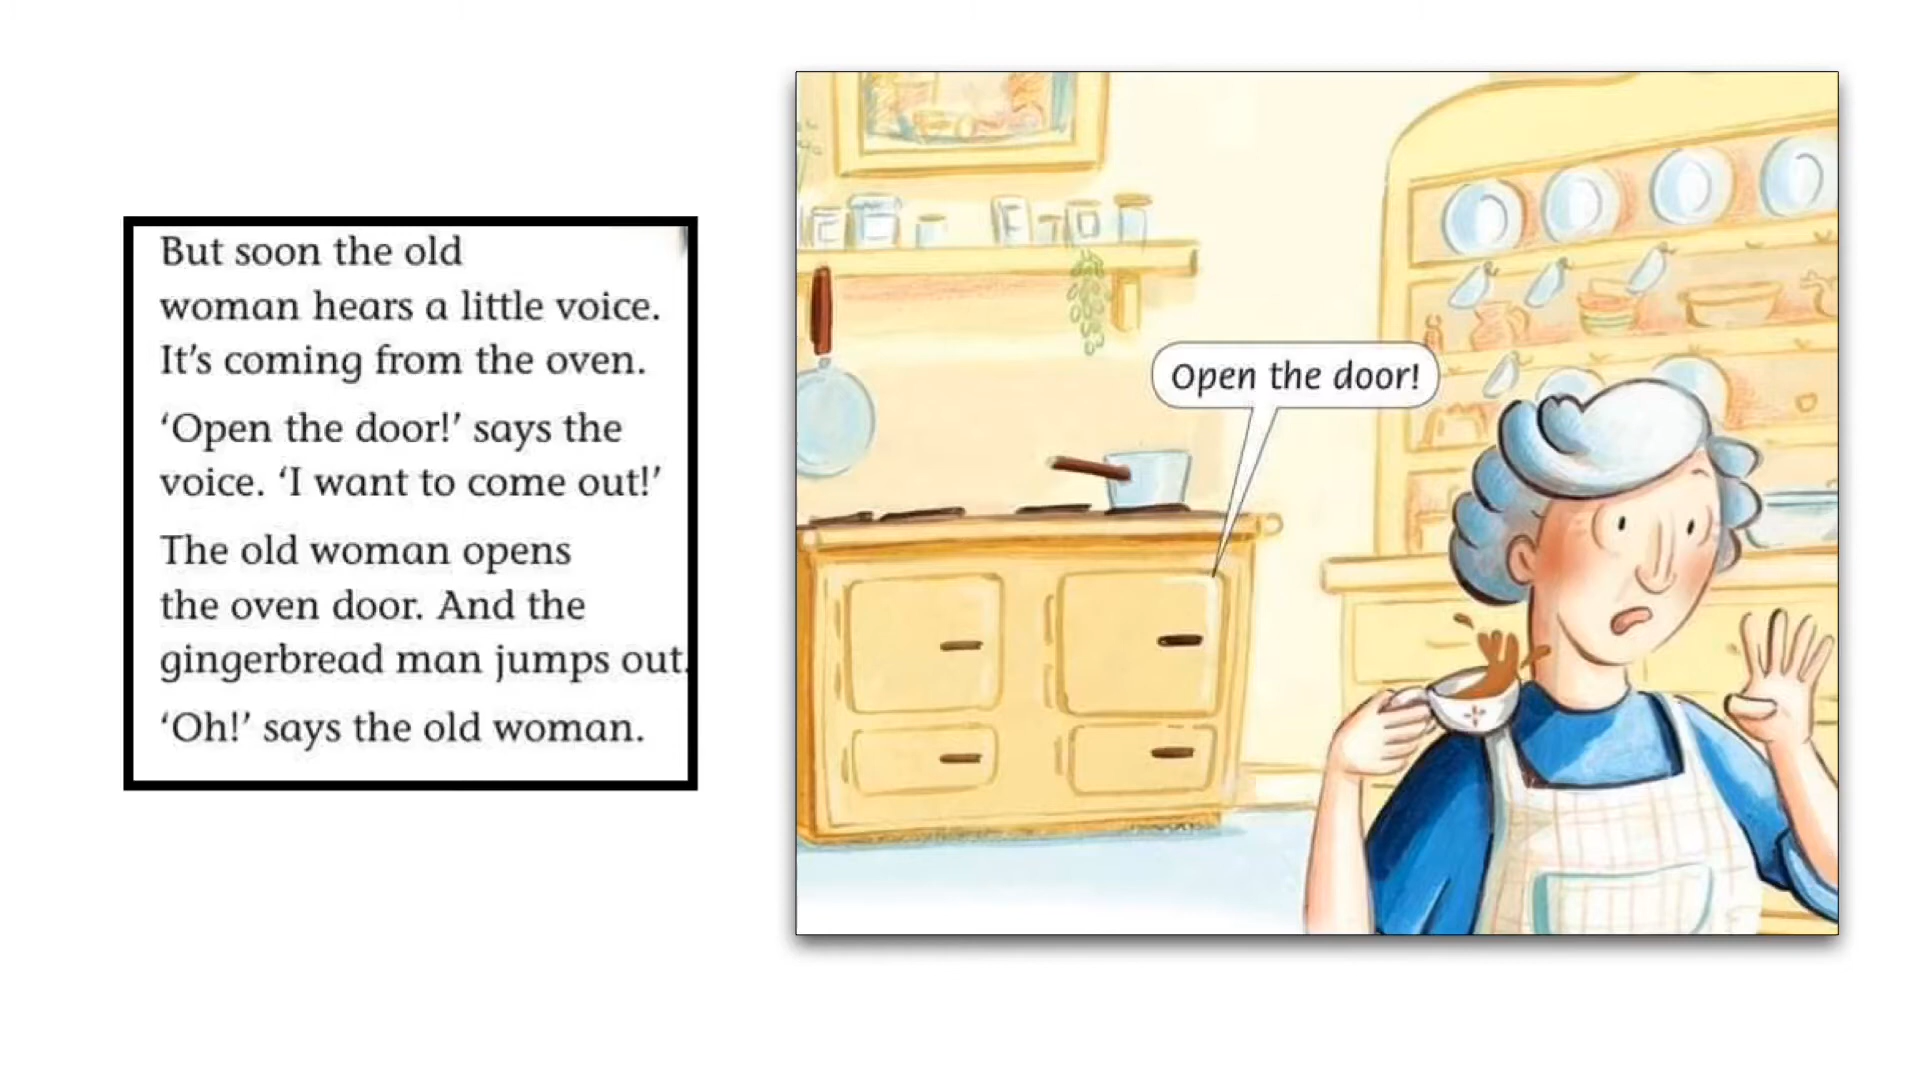 But soon the old
woman hears a little voice.
It's coming from the oven.
‘Open the door!’ says the
voice. ‘I want to come out!’
The old woman opens
the oven door. And the
gingerbread man jumps out.
‘Oh!’ says the old woman.
Open the door!